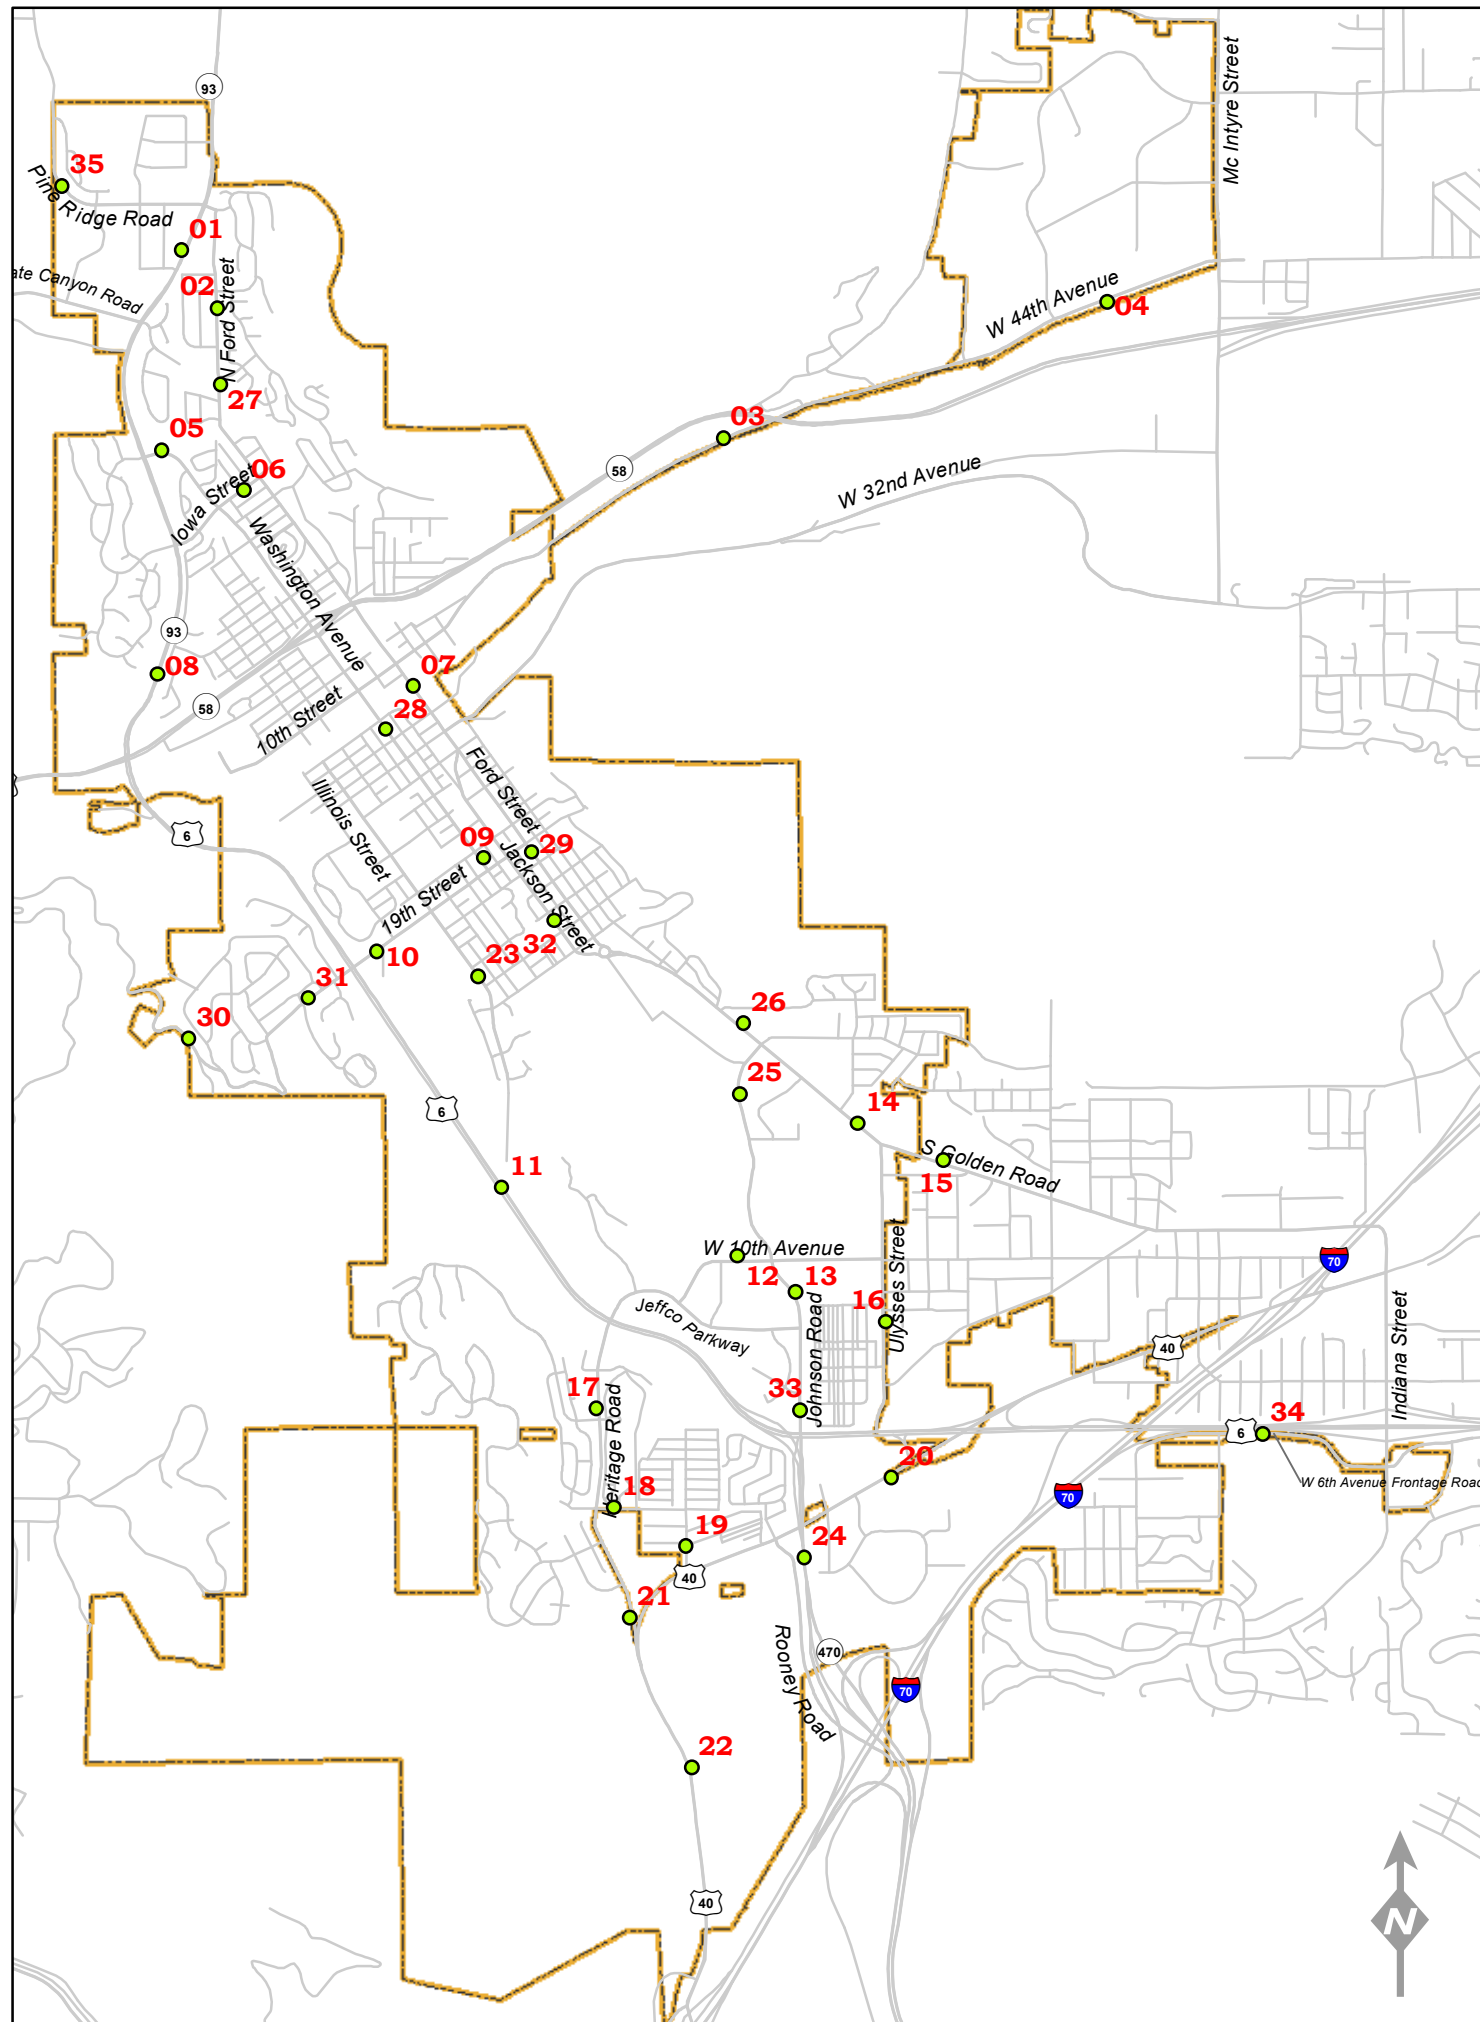 Mc Intyre Street
93
35
Pine Ridge Road
01
ate Canyon Road
02
N Ford Street
W 44th Avenue
04
27
03
05
58
W 32nd Avenue
06
Iowa Street
Washington Avenue
93
08
07
58
28
10th Street
Ford Street
Illinois Street
6
09
29
Jackson Street
19th Street
32
10
23
31
30
26
25
6
14
S Golden Road
15
11
W 10th Avenue
70
12
13
Ulysses Street
16
Jeffco Parkway
Johnson Road
40
Indiana Street
17
33
34
Heritage Road
6
20
W 6th Avenue Frontage Road
70
18
19
24
40
21
Rooney Road
470
70
22
40
N